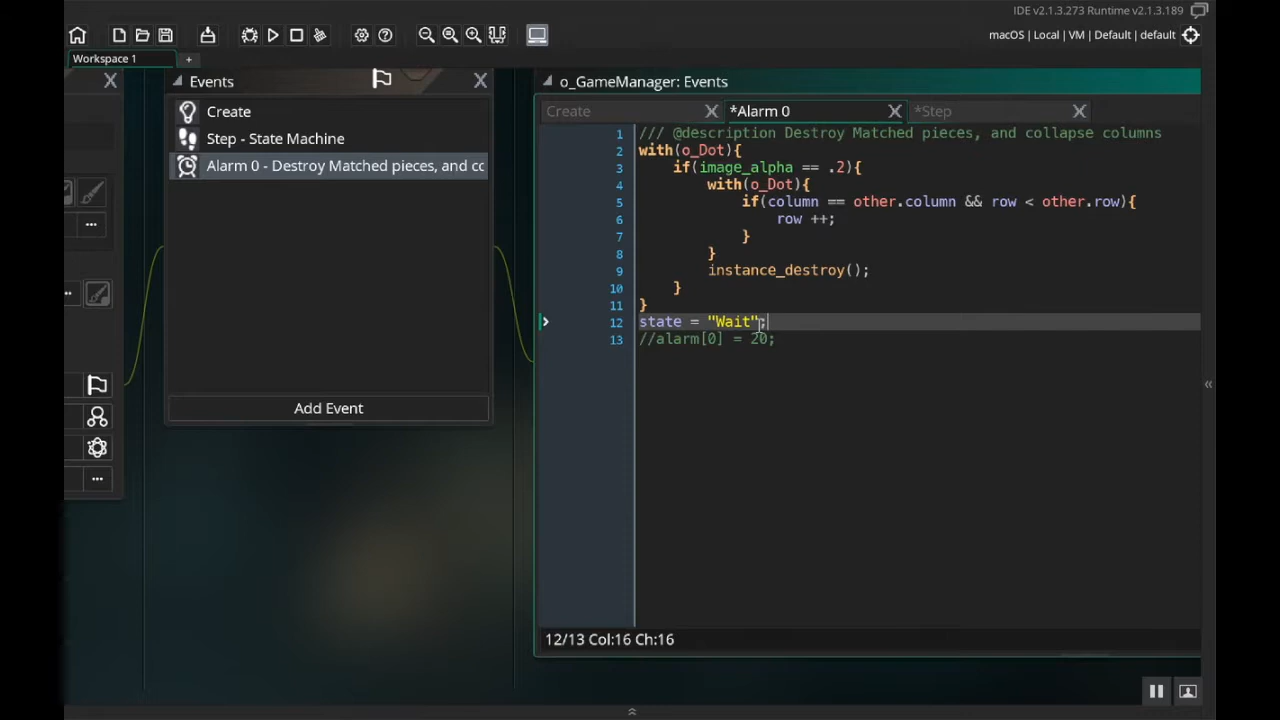 IDE v2.1.3.273 Runtime v2.1.3.189
macOS | Local | VM | Default | default
Workspace 1
+
Events
Create
Step - State Machine
Alarm 0 - Destroy Matched pieces, and cc
Add Event
o_GameManager: Events
Create
*Alarm 0
*Step
1 /// @description Destroy Matched pieces, and collapse columns
2 with(o_Dot){
3 if(image_alpha == .2){
4 with(o_Dot){
5 if(column == other.column && row < other.row){
6 row ++;
7 }
8 }
9 instance_destroy();
10 }
11 }
12 state = "Wait";
13 //alarm[0] = 20;
12/13 Col:16 Ch:16